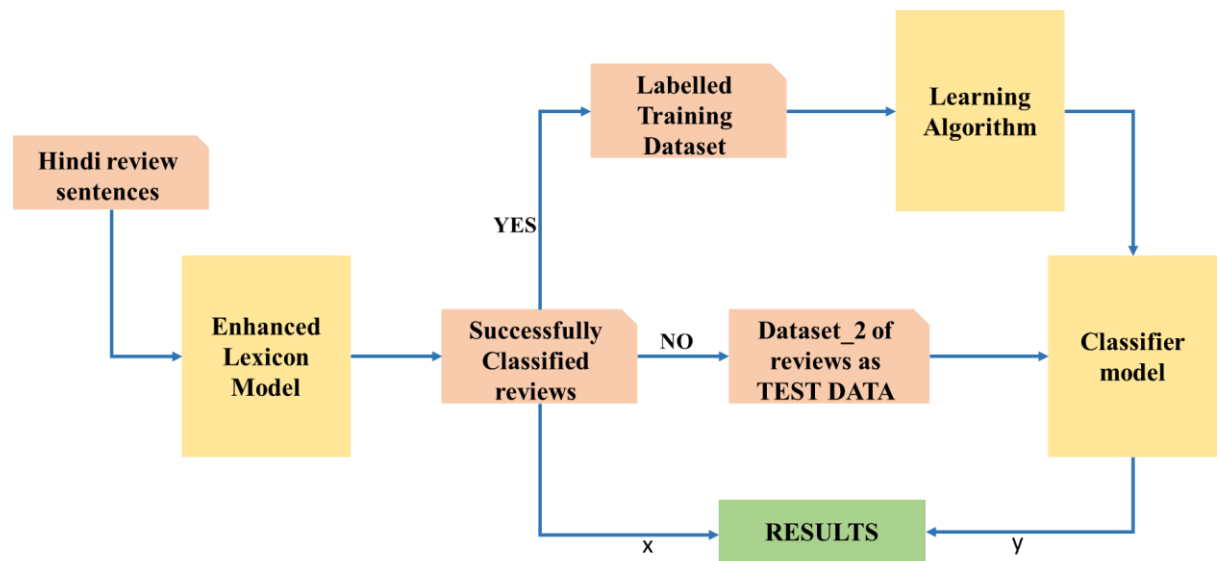 Hindi review
sentences
Enhanced
Lexicon
Model
Successfully
Classified
reviews
YES
Labelled
Training
Dataset
Learning
Algorithm
NO
Dataset_2 of
reviews as
TEST DATA
Classifier
model
x
RESULTS
y